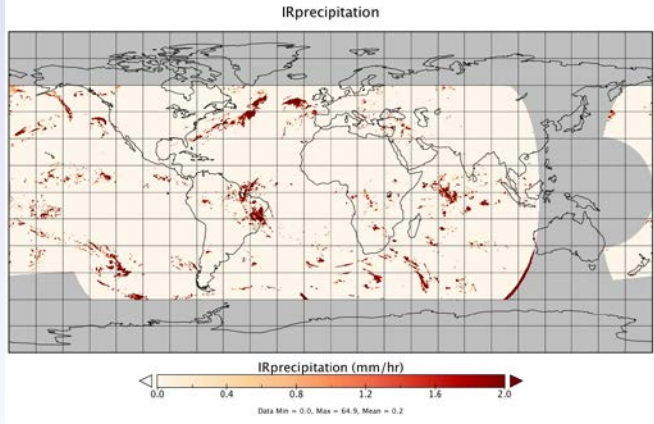 IRprecipitation
IRprecipitation (mm/hr)
0.0 0.4 0.8 1.2 1.6 2.0
Data Min = 0.0, Max = 64.9, Mean = 0.2